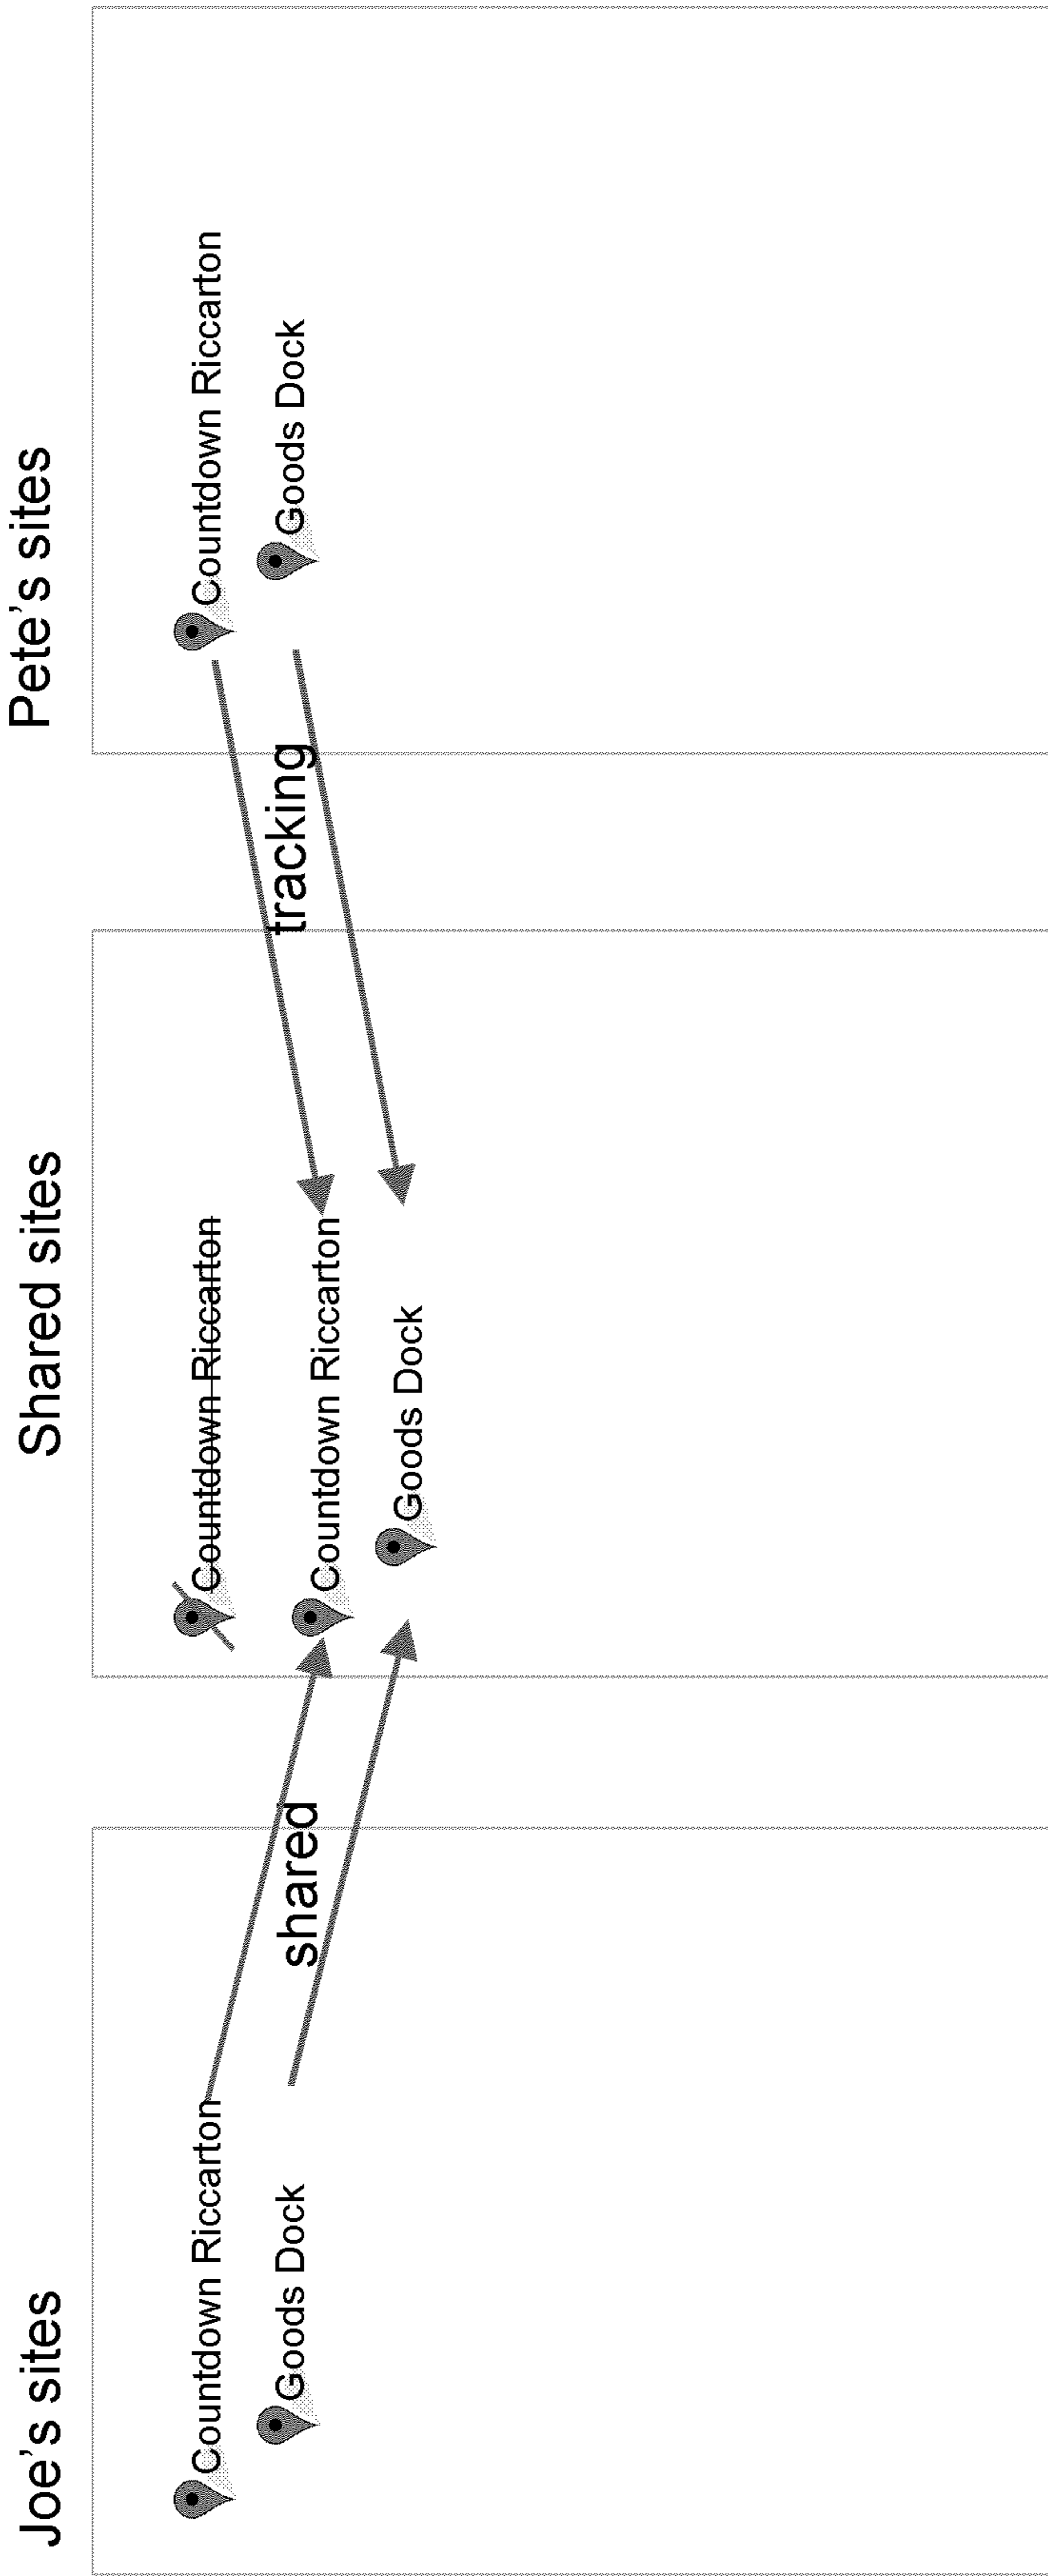 Joe's sites
Countdown Riccarton
Goods Dock
shared
Shared sites
Countdown Riccarton
Countdown Riccarton
Goods Dock
tracking
Pete's sites
Countdown Riccarton
Goods Dock